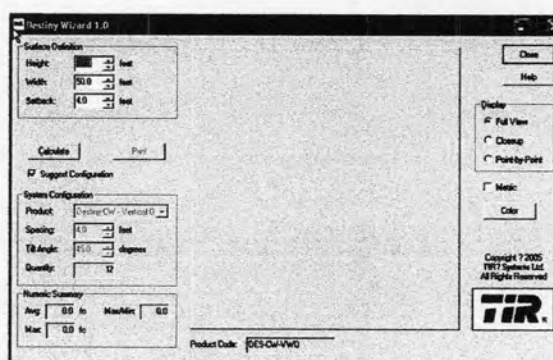 Destiny Wizard 1.0
Surface Definition
Height: feet
Width: 50.0 feet
Setback: 4.0 feet
Calculate Print
Suggest Configuration
System Configuration
Product: Destiny-CW - Vertical O
Spacing: 4.0 feet
Tilt Angle: 45.0 degrees
Quantity: 12
Numeric Summary
Avg: 0.0 fc Max/Min: 0.0
Max: 0.0 fc
Product Code: DES-CW-VWO
Close
Help
Display
Full View
Closeup
Point-by-Point
Metric
Color
Copyright ? 2005
TIR? Systems Ltd.
All Rights Reserved
TIR